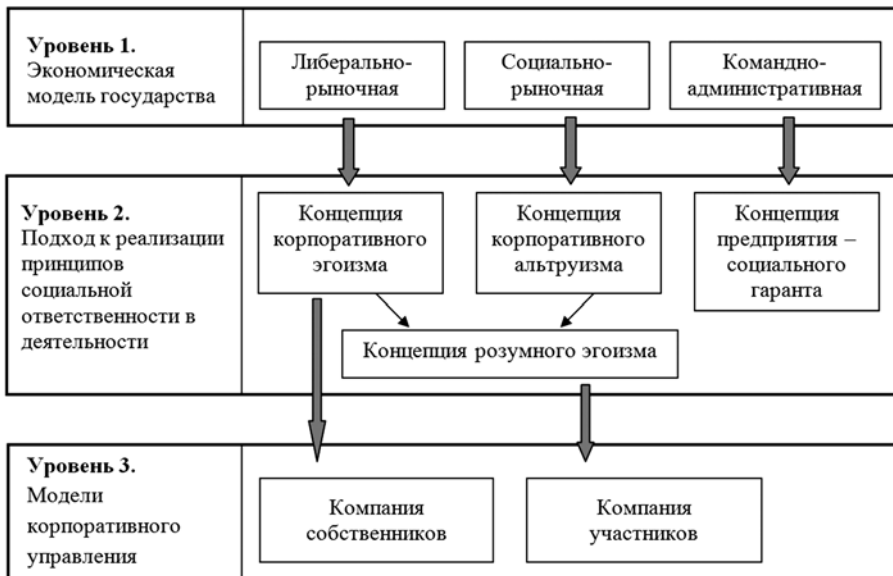 Уровень 1.
Экономическая
модель государства
Либерально-
рыночная
Социально-
рыночная
Командно-
административная
Уровень 2.
Подход к реализации
принципов
социальной
ответственности в
деятельности
Концепция
корпоративного
эгоизма
Концепция
корпоративного
альтруизма
Концепция
предприятия –
социального
гаранта
Концепция розумного эгоизма
Уровень 3.
Модели
корпоративного
управления
Компания
собственников
Компания
участников